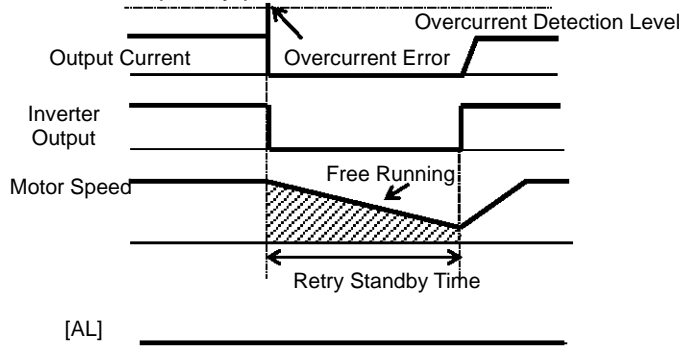 Overcurrent Detection Level
Output Current
Overcurrent Error
Inverter
Output
Motor Speed
Free Running
Retry Standby Time
[AL]